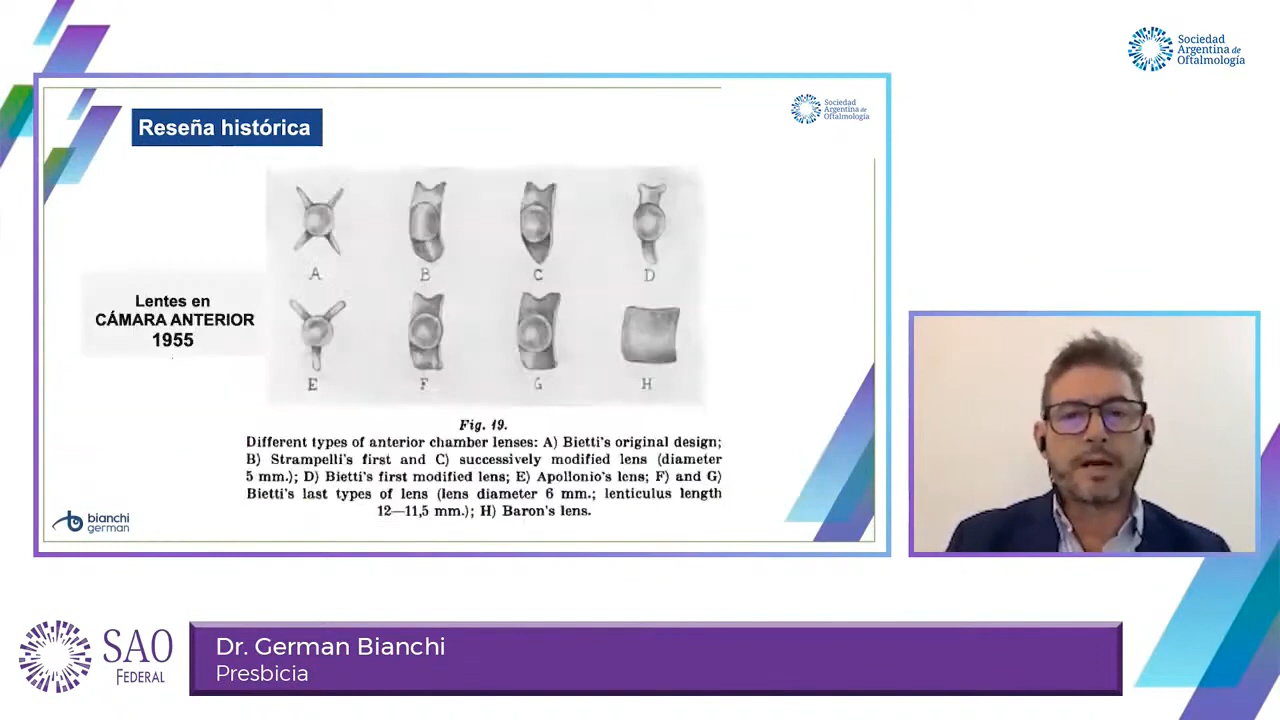 Sociedad
Argentina de
Oftalmología
Reseña histórica
Sociedad
Argentina de
Oftalmología
A B C D
Lentes en
CÁMARA ANTERIOR
1955
E F G H
Fig. 19.
Different types of anterior chamber lenses: A) Bietti's original design;
B) Strampelli's first and C) successively modified lens (diameter
5 mm.); D) Bietti's first modified lens; E) Apollonio's lens; F) and G)
Bietti's last types of lens (lens diameter 6 mm.; lenticulus length
12—11,5 mm.); H) Baron's lens.
bianchi
german
SAO
FEDERAL
Dr. German Bianchi
Presbicia